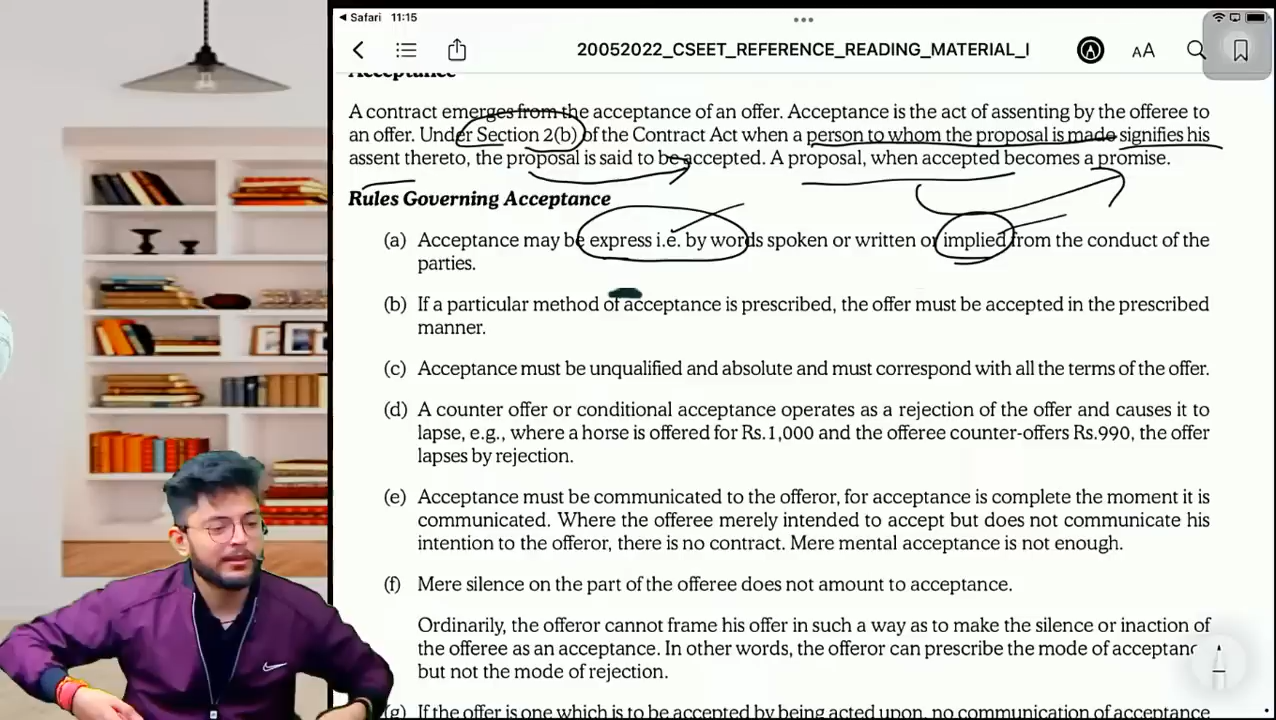 Safari 11:15
20052022_CSEET_REFERENCE_READING_MATERIAL_I
AA
Acceptance
A contract emerges from the acceptance of an offer. Acceptance is the act of assenting by the offeree to
an offer. Under Section 2(b) of the Contract Act when a person to whom the proposal is made signifies his
assent thereto, the proposal is said to be accepted. A proposal, when accepted becomes a promise.
Rules Governing Acceptance
(a) Acceptance may be express i.e. by words spoken or written or implied from the conduct of the
parties.
(b) If a particular method of acceptance is prescribed, the offer must be accepted in the prescribed
manner.
(c) Acceptance must be unqualified and absolute and must correspond with all the terms of the offer.
(d) A counter offer or conditional acceptance operates as a rejection of the offer and causes it to
lapse, e.g., where a horse is offered for Rs.1,000 and the offeree counter-offers Rs.990, the offer
lapses by rejection.
(e) Acceptance must be communicated to the offeror, for acceptance is complete the moment it is
communicated. Where the offeree merely intended to accept but does not communicate his
intention to the offeror, there is no contract. Mere mental acceptance is not enough.
(f) Mere silence on the part of the offeree does not amount to acceptance.
Ordinarily, the offeror cannot frame his offer in such a way as to make the silence or inaction of
the offeree as an acceptance. In other words, the offeror can prescribe the mode of acceptance
but not the mode of rejection.
(g) If the offer is one which is to be accepted by being acted upon, no communication of acceptance